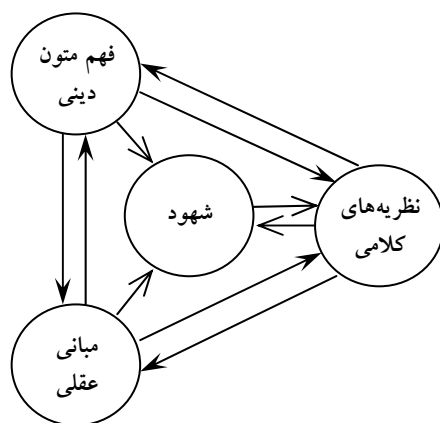 فهم متون
دینی
شهود
نظریه‌های
کلامی
مبانی
عقلی